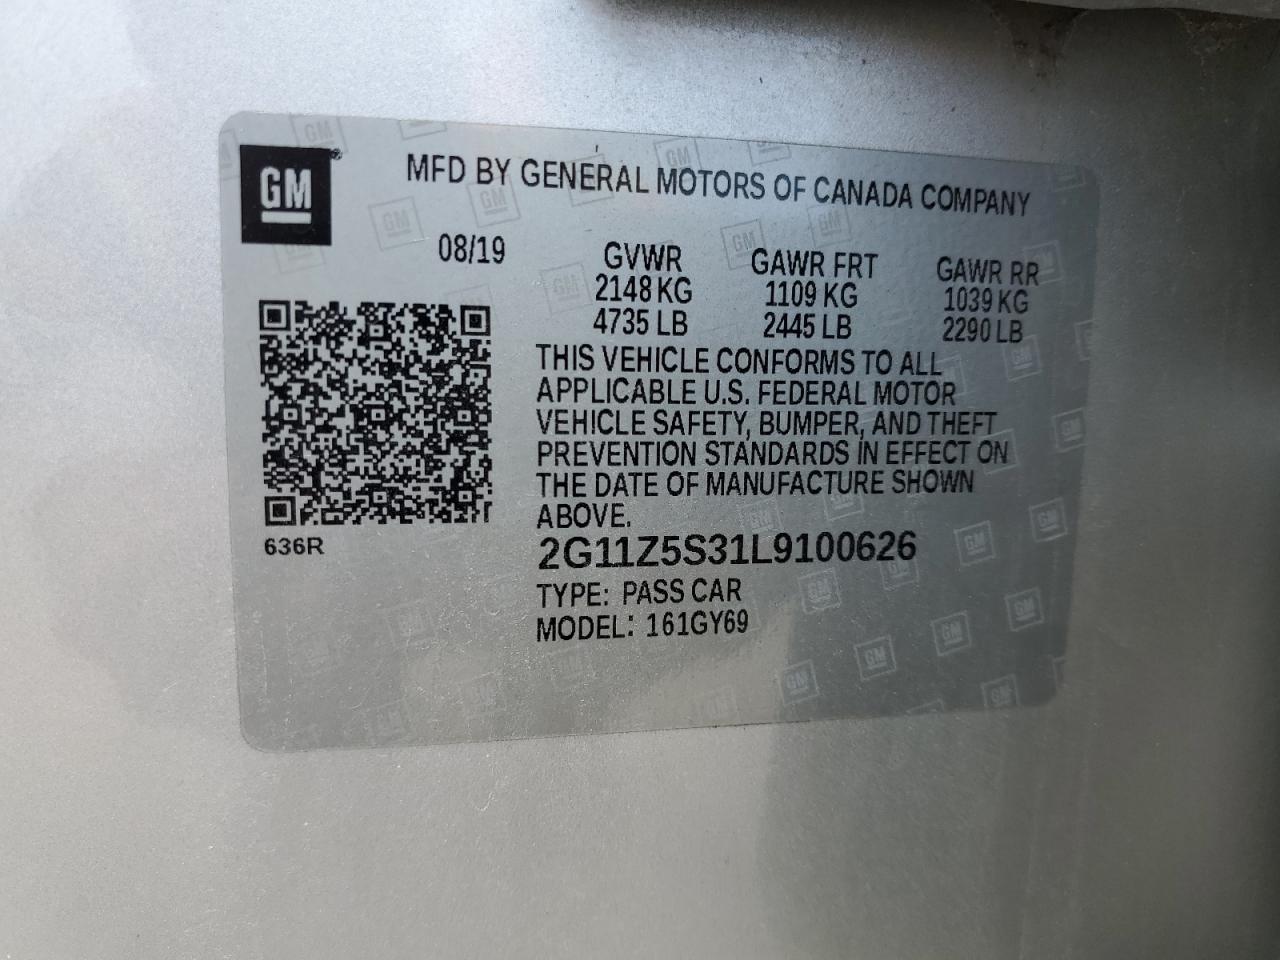 GM
MFD BY GENERAL MOTORS OF CANADA COMPANY
08/19
GVWR GAWR FRT GAWR RR
2148 KG 1109 KG 1039 KG
4735 LB 2445 LB 2290 LB
THIS VEHICLE CONFORMS TO ALL
APPLICABLE U.S. FEDERAL MOTOR
VEHICLE SAFETY, BUMPER, AND THEFT
PREVENTION STANDARDS IN EFFECT ON
THE DATE OF MANUFACTURE SHOWN
ABOVE.
636R
2G11Z5S31L9100626
TYPE: PASS CAR
MODEL: 161GY69